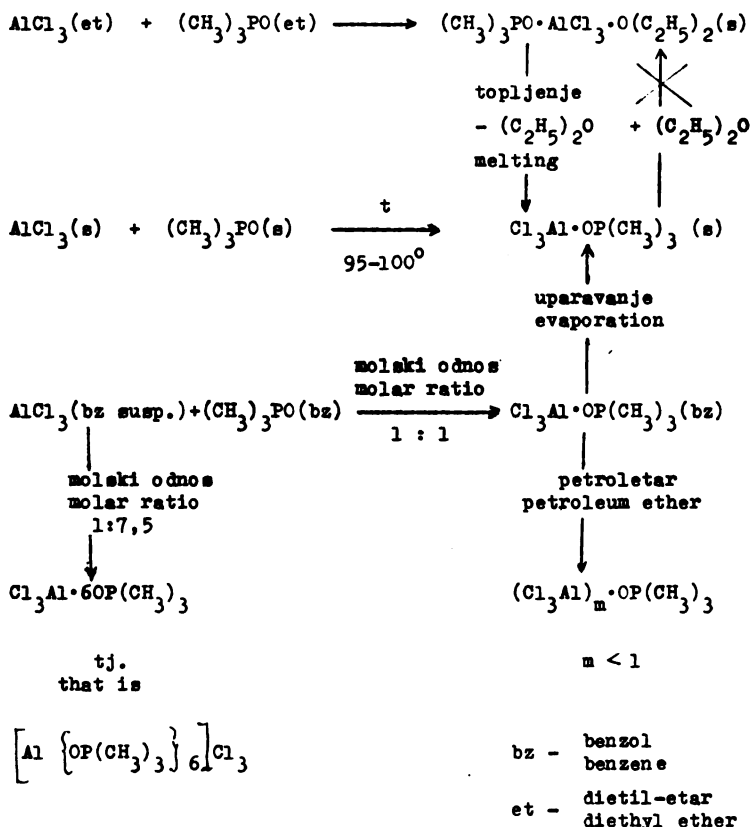 AlCl₃(et) + (CH₃)₃PO(et) ⟶ (CH₃)₃PO·AlCl₃·O(C₂H₅)₂(s)
topljenje
- (C₂H₅)₂O + (C₂H₅)₂O
melting
t
AlCl₃(s) + (CH₃)₃PO(s) ⟶ Cl₃Al·OP(CH₃)₃ (s)
95-100°
uparavanje
evaporation
molski odnos
molar ratio
AlCl₃(bz susp.)+(CH₃)₃PO(bz) ⟶ Cl₃Al·OP(CH₃)₃(bz)
1 : 1
molski odnos
molar ratio
1:7,5
petroletar
petroleum ether
Cl₃Al·6OP(CH₃)₃ (Cl₃Al)ₘ·OP(CH₃)₃
tj.
that is
m < 1
[Al {OP(CH₃)₃}₆]Cl₃
bz - benzol
benzene
et - dietil-etar
diethyl ether